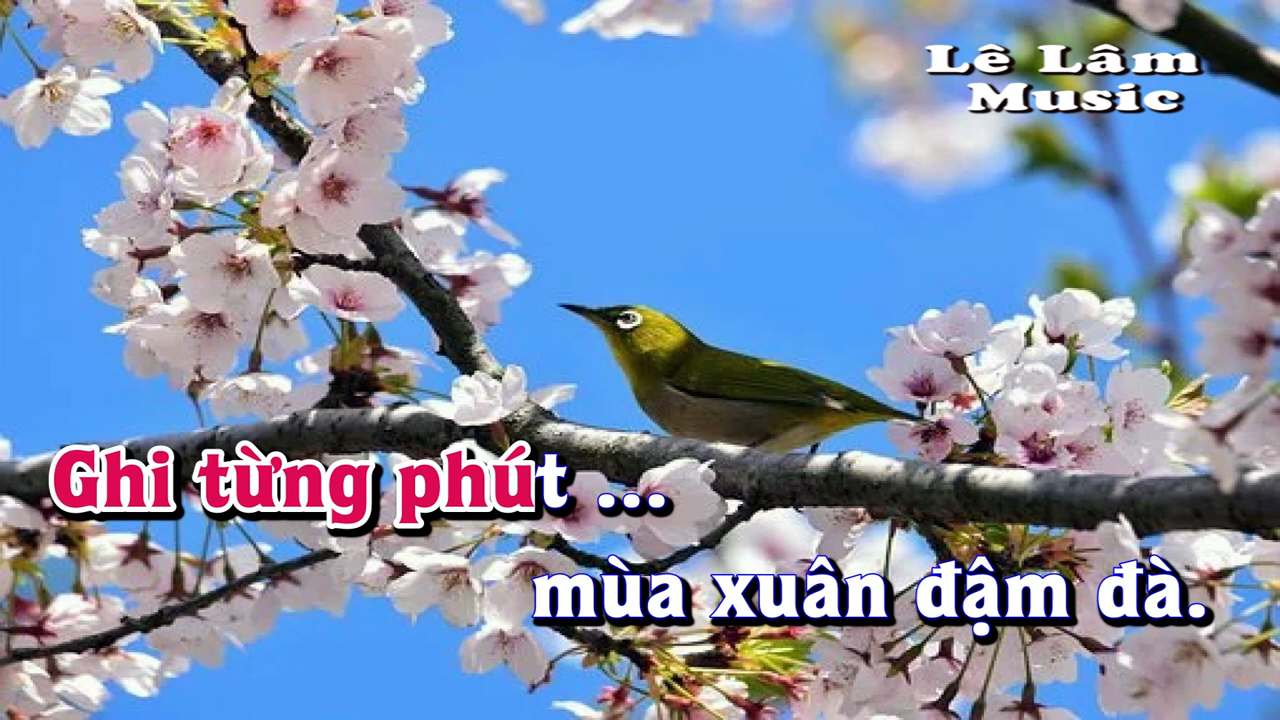 Lê Lâm
Music
Ghi từng phút ...
mùa xuân đậm đà.